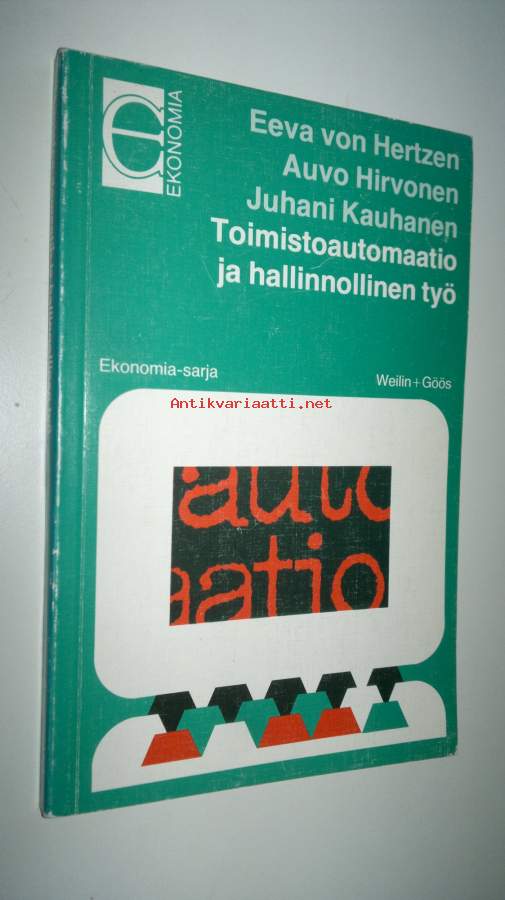 EKONOMIA
Eeva von Hertzen
Auvo Hirvonen
Juhani Kauhanen
Toimistoautomaatio
ja hallinnollinen työ
Ekonomia-sarja
Weilin+Göös
Antikvariaatti.net
auto
aatio